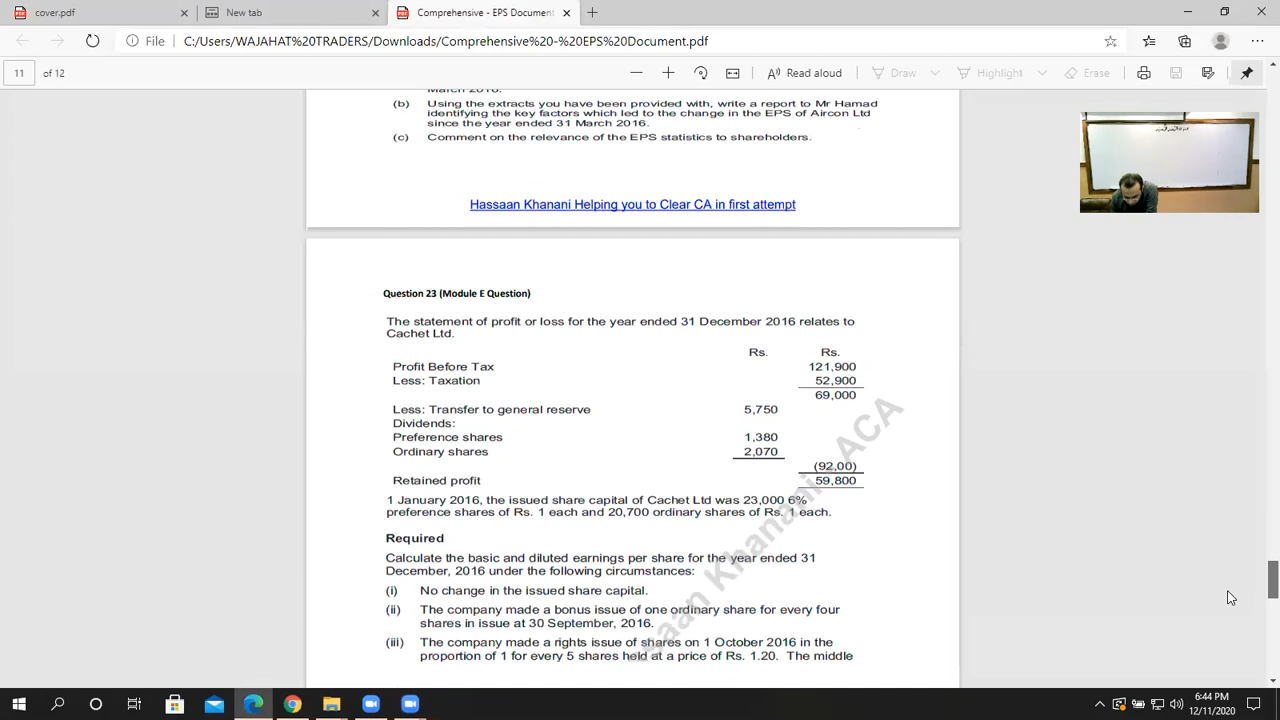 cover.pdf
New tab
Comprehensive - EPS Document
File
C:/Users/WAJAHAT%20TRADERS/Downloads/Comprehensive%20-%20EPS%20Document.pdf
11 of 12
Read aloud
Draw
Highlight
Erase
March 2016.
(b) Using the extracts you have been provided with, write a report to Mr Hamad
identifying the key factors which led to the change in the EPS of Aircon Ltd
since the year ended 31 March 2016.
(c) Comment on the relevance of the EPS statistics to shareholders.
Hassaan Khanani Helping you to Clear CA in first attempt
Question 23 (Module E Question)
The statement of profit or loss for the year ended 31 December 2016 relates to
Cachet Ltd.
Rs. Rs.
Profit Before Tax 121,900
Less: Taxation 52,900
69,000
Less: Transfer to general reserve 5,750
Dividends:
Preference shares 1,380
Ordinary shares 2,070
(92,00)
Retained profit 59,800
1 January 2016, the issued share capital of Cachet Ltd was 23,000 6%
preference shares of Rs. 1 each and 20,700 ordinary shares of Rs. 1 each.
Required
Calculate the basic and diluted earnings per share for the year ended 31
December, 2016 under the following circumstances:
(i) No change in the issued share capital.
(ii) The company made a bonus issue of one ordinary share for every four
shares in issue at 30 September, 2016.
(iii) The company made a rights issue of shares on 1 October 2016 in the
proportion of 1 for every 5 shares held at a price of Rs. 1.20. The middle
ssaan Khanani - ACA
6:44 PM
12/11/2020